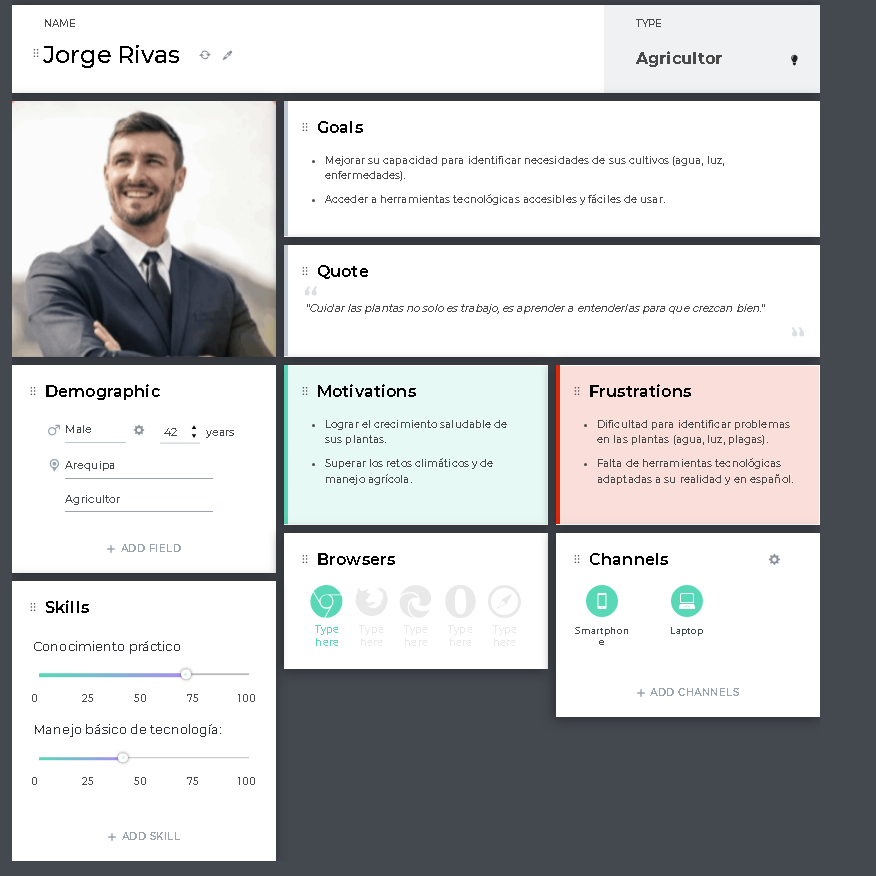 NAME
Jorge Rivas
TYPE
Agricultor
Goals
• Mejorar su capacidad para identificar necesidades de sus cultivos (agua, luz,
enfermedades).
• Acceder a herramientas tecnológicas accesibles y fáciles de usar.
Quote
“
"Cuidar las plantas no solo es trabajo, es aprender a entenderlas para que crezcan bien."
”
Demographic
Male
42
years
Arequipa
Agricultor
+ ADD FIELD
Motivations
• Lograr el crecimiento saludable de
sus plantas.
• Superar los retos climáticos y de
manejo agrícola.
Frustrations
• Dificultad para identificar problemas
en las plantas (agua, luz, plagas).
• Falta de herramientas tecnológicas
adaptadas a su realidad y en español.
Skills
Conocimiento práctico
0 25 50 75 100
Manejo básico de tecnología:
0 25 50 75 100
+ ADD SKILL
Browsers
Type Type Type Type Type
here here here here here
Channels
Smartphon
e
Laptop
+ ADD CHANNELS